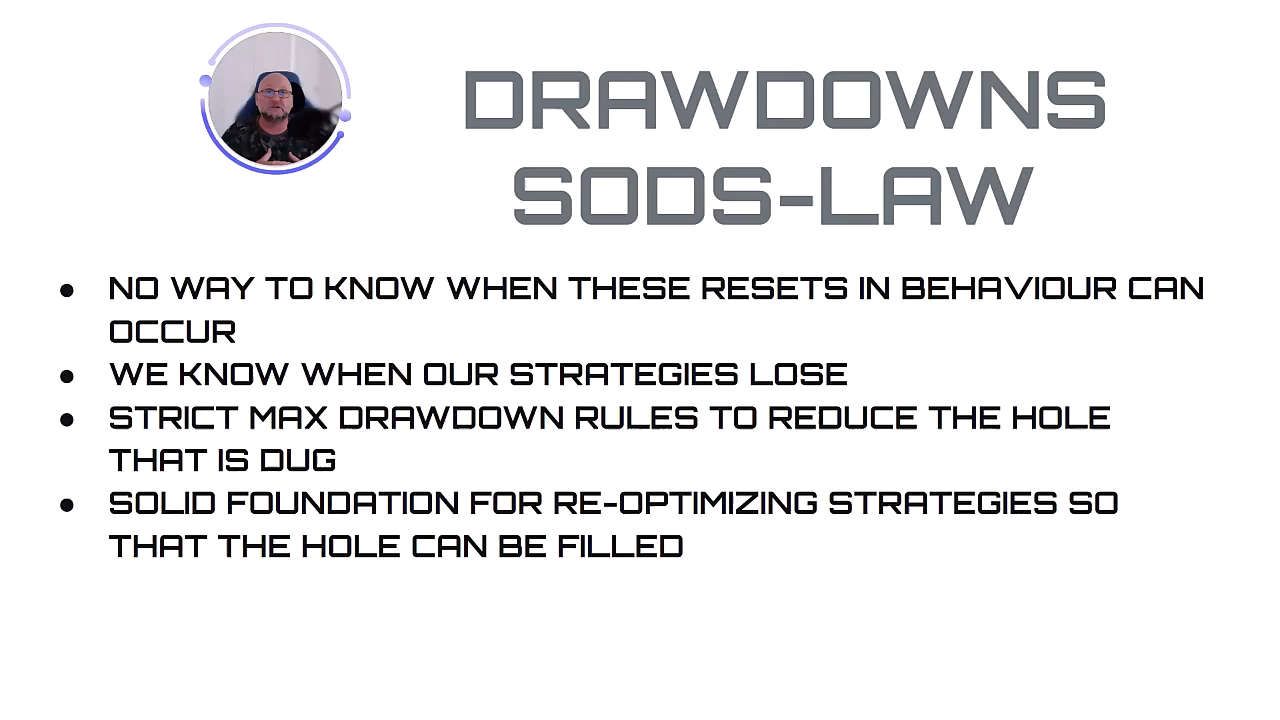 DRAWDOWNS
SODS-LAW
● NO WAY TO KNOW WHEN THESE RESETS IN BEHAVIOUR CAN
OCCUR
● WE KNOW WHEN OUR STRATEGIES LOSE
● STRICT MAX DRAWDOWN RULES TO REDUCE THE HOLE
THAT IS DUG
● SOLID FOUNDATION FOR RE-OPTIMIZING STRATEGIES SO
THAT THE HOLE CAN BE FILLED